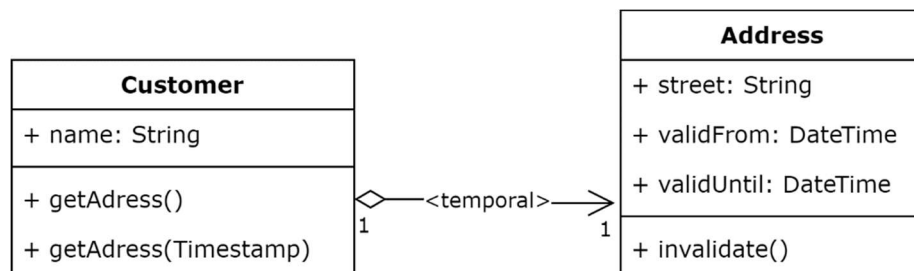 Customer
+ name: String
+ getAdress()
+ getAdress(Timestamp)
1
<temporal>
1
Address
+ street: String
+ validFrom: DateTime
+ validUntil: DateTime
+ invalidate()